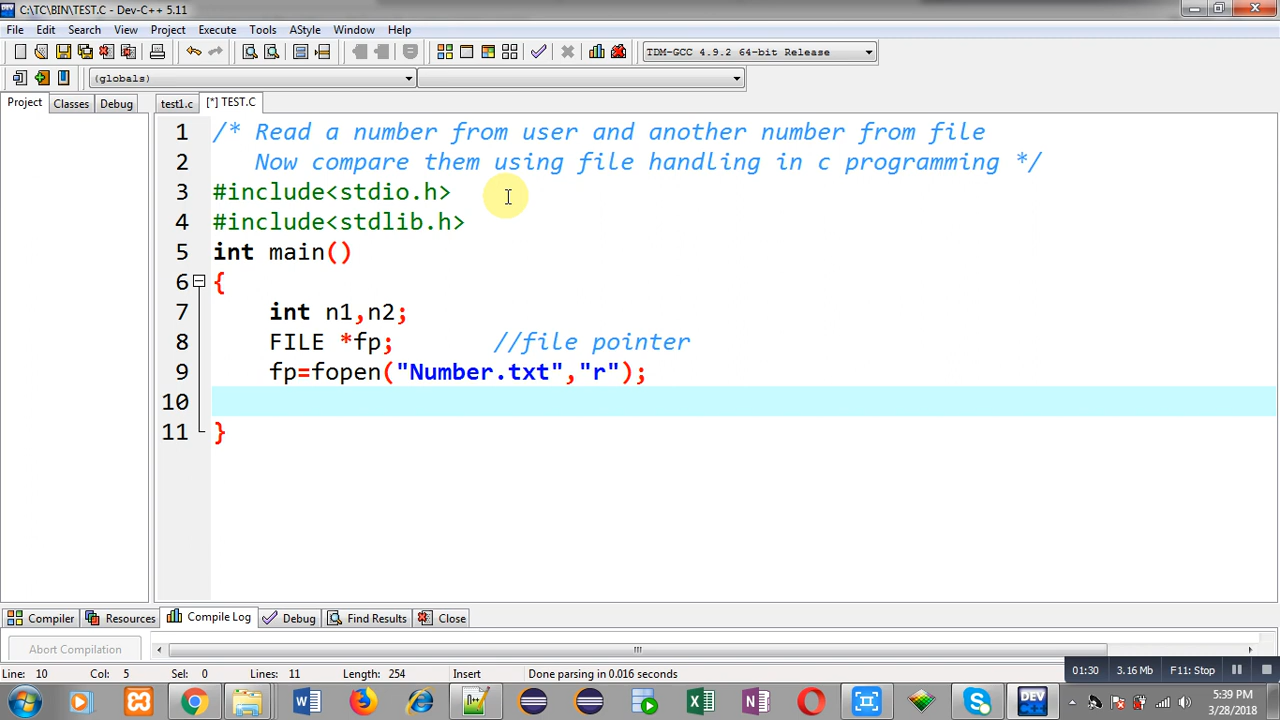 C:\TC\BIN\TEST.C - Dev-C++ 5.11
File Edit Search View Project Execute Tools AStyle Window Help
TDM-GCC 4.9.2 64-bit Release
(globals)
Project Classes Debug test1.c [*] TEST.C
1 /* Read a number from user and another number from file
2 Now compare them using file handling in c programming */
3 #include<stdio.h>
4 #include<stdlib.h>
5 int main()
6 {
7 int n1,n2;
8 FILE *fp; //file pointer
9 fp=fopen("Number.txt","r");
10
11 }
Compiler Resources Compile Log Debug Find Results Close
Abort Compilation
Line: 10 Col: 5 Sel: 0 Lines: 11 Length: 254 Insert Done parsing in 0.016 seconds
01:30 3.16 Mb F11: Stop
5:39 PM
3/28/2018